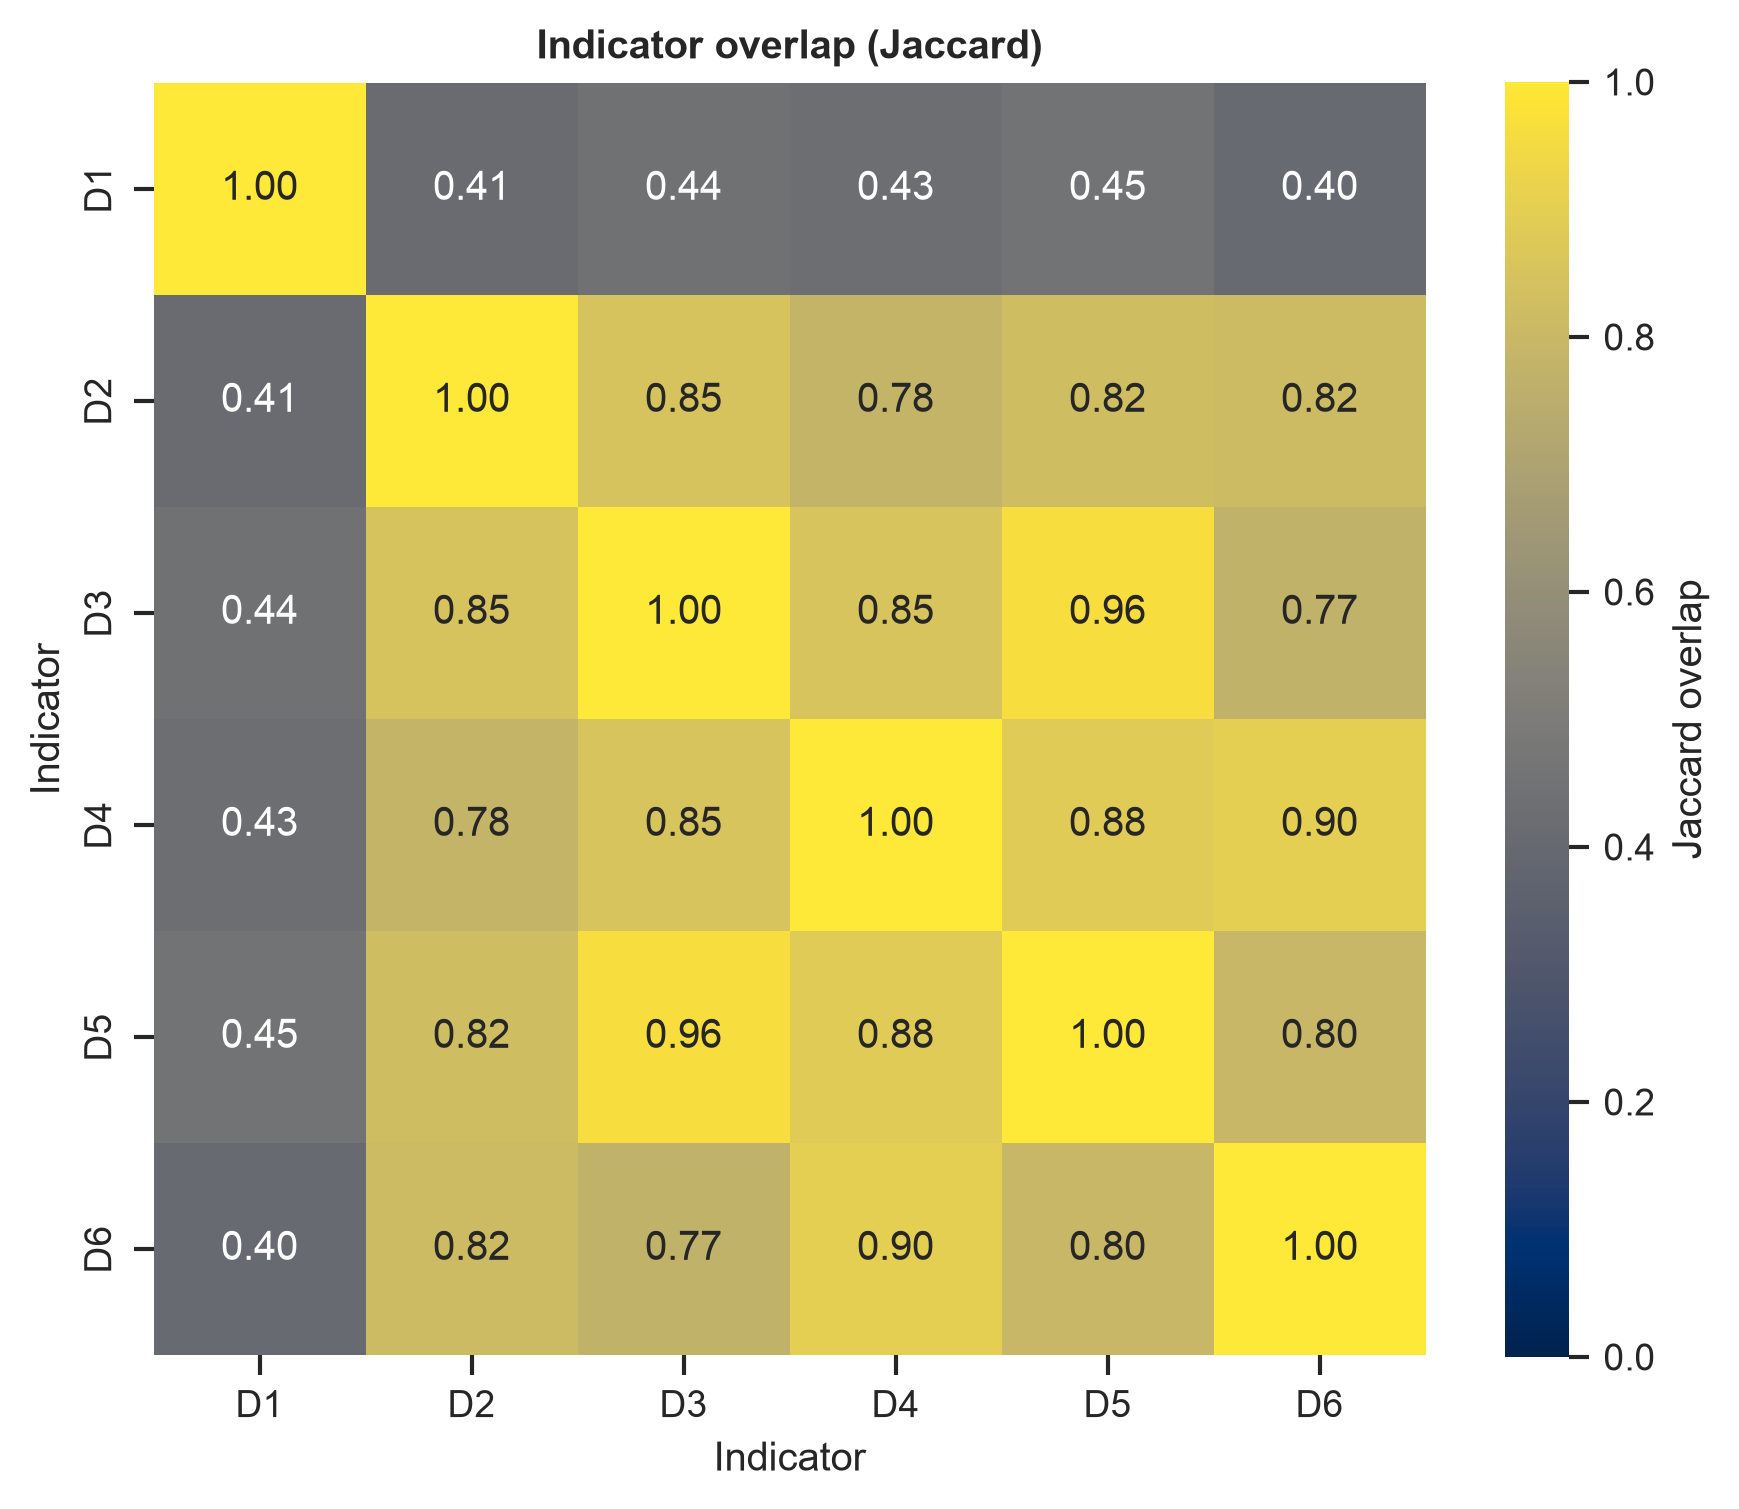 Indicator overlap (Jaccard)
D1 1.00 0.41 0.44 0.43 0.45 0.40
D2 0.41 1.00 0.85 0.78 0.82 0.82
D3 0.44 0.85 1.00 0.85 0.96 0.77
D4 0.43 0.78 0.85 1.00 0.88 0.90
D5 0.45 0.82 0.96 0.88 1.00 0.80
D6 0.40 0.82 0.77 0.90 0.80 1.00
D1 D2 D3 D4 D5 D6
Indicator
Indicator
1.0
0.8
0.6
0.4
0.2
0.0
Jaccard overlap